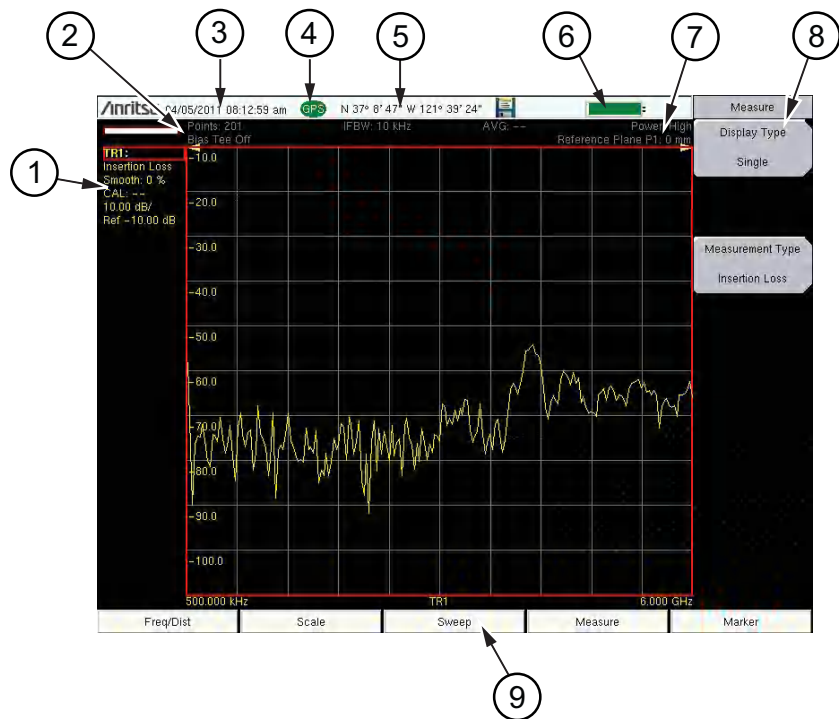 2 3 4 5 6 7 8
Anritsu 04/05/2011 08:12:59 am GPS N 37° 8' 47" W 121° 39' 24" Measure
Points: 201 IFBW: 10 kHz AVG: -- Power: High
Bias Tee Off Reference Plane P1: 0 mm
Display Type
Single
1
TR1:
Insertion Loss
Smooth: 0 %
CAL: --
10.00 dB/
Ref -10.00 dB
Measurement Type
Insertion Loss
-10.0
-20.0
-30.0
-40.0
-50.0
-60.0
-70.0
-80.0
-90.0
-100.0
500.000 kHz TR1 6.000 GHz
Freq/Dist Scale Sweep Measure Marker
9